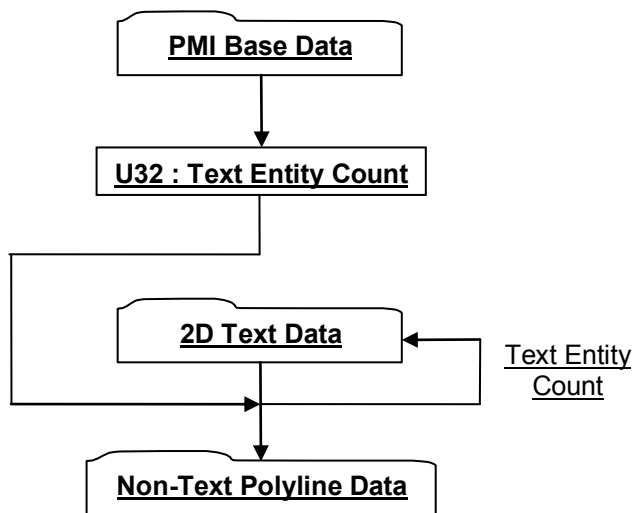 PMI Base Data
U32 : Text Entity Count
2D Text Data
Text Entity
Count
Non-Text Polyline Data